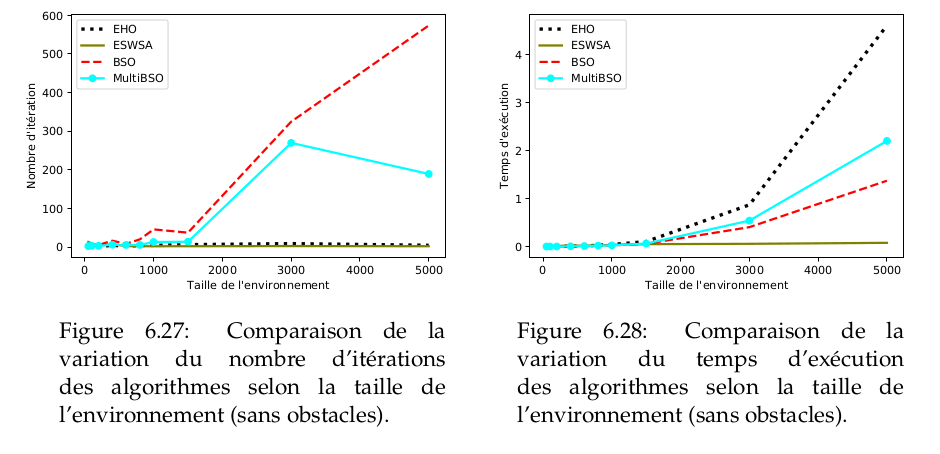 600
500
400
300
200
100
0
Nombre d'itération
EHO
ESWSA
BSO
MultiBSO
0 1000 2000 3000 4000 5000
Taille de l'environnement
Figure 6.27: Comparaison de la
variation du nombre d'itérations
des algorithmes selon la taille de
l'environnement (sans obstacles).
4
3
2
1
0
Temps d'exécution
EHO
ESWSA
BSO
MultiBSO
0 1000 2000 3000 4000 5000
Taille de l'environnement
Figure 6.28: Comparaison de la
variation du temps d'exécution
des algorithmes selon la taille de
l'environnement (sans obstacles).